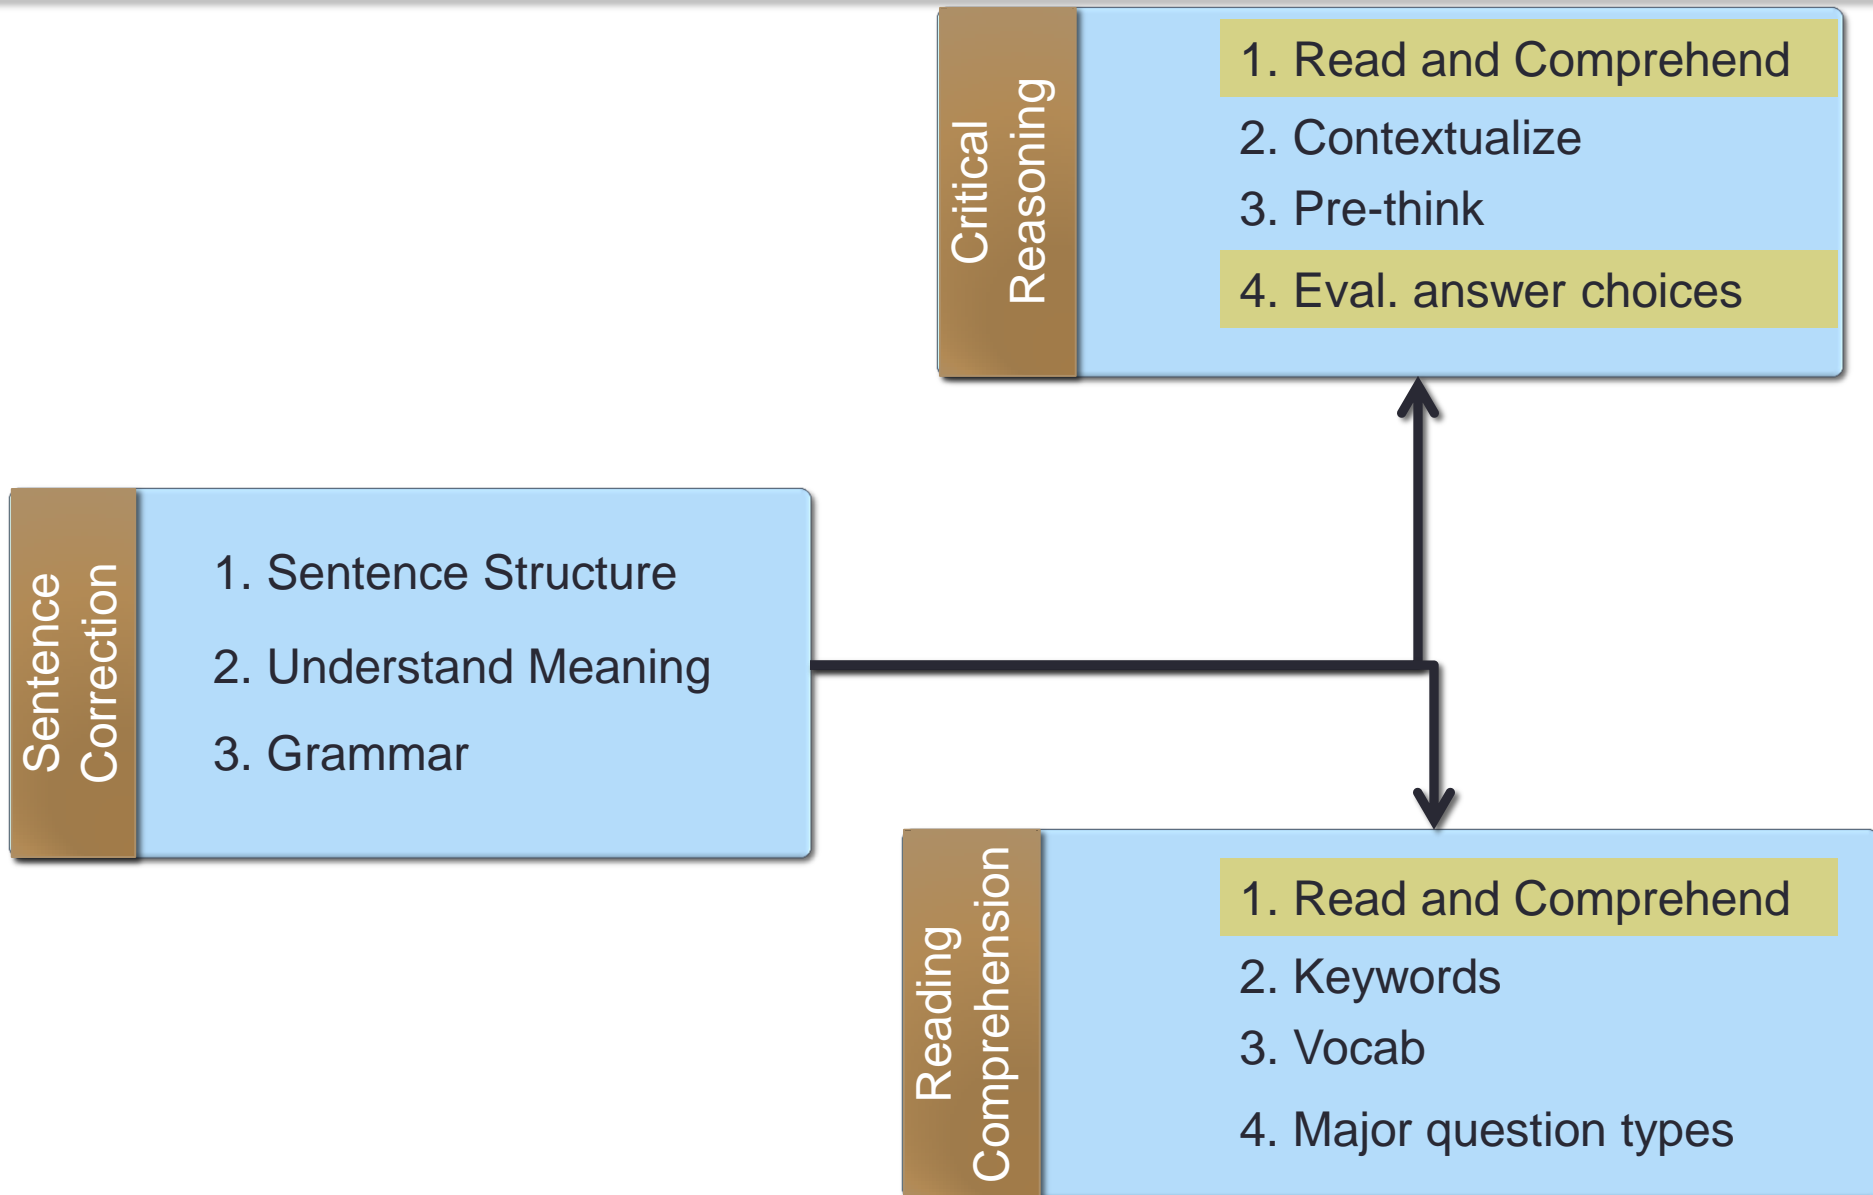 Critical
Reasoning
1. Read and Comprehend
2. Contextualize
3. Pre-think
4. Eval. answer choices
Sentence
Correction
1. Sentence Structure
2. Understand Meaning
3. Grammar
Reading
Comprehension
1. Read and Comprehend
2. Keywords
3. Vocab
4. Major question types